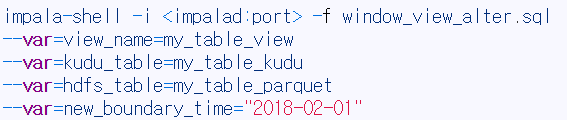 impala-shell -i <impalad:port> -f window_view_alter.sql
--var=view_name=my_table_view
--var=kudu_table=my_table_kudu
--var=hdfs_table=my_table_parquet
--var=new_boundary_time="2018-02-01"